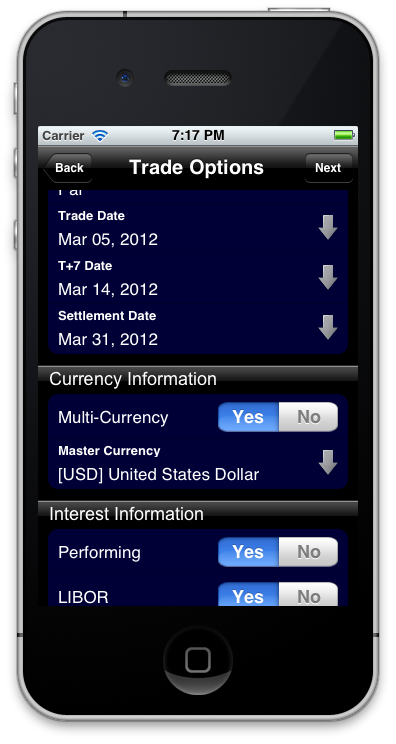 Carrier 7:17 PM
Back Trade Options Next
Par
Trade Date
Mar 05, 2012
T+7 Date
Mar 14, 2012
Settlement Date
Mar 31, 2012
Currency Information
Multi-Currency Yes No
Master Currency
[USD] United States Dollar
Interest Information
Performing Yes No
LIBOR Yes No